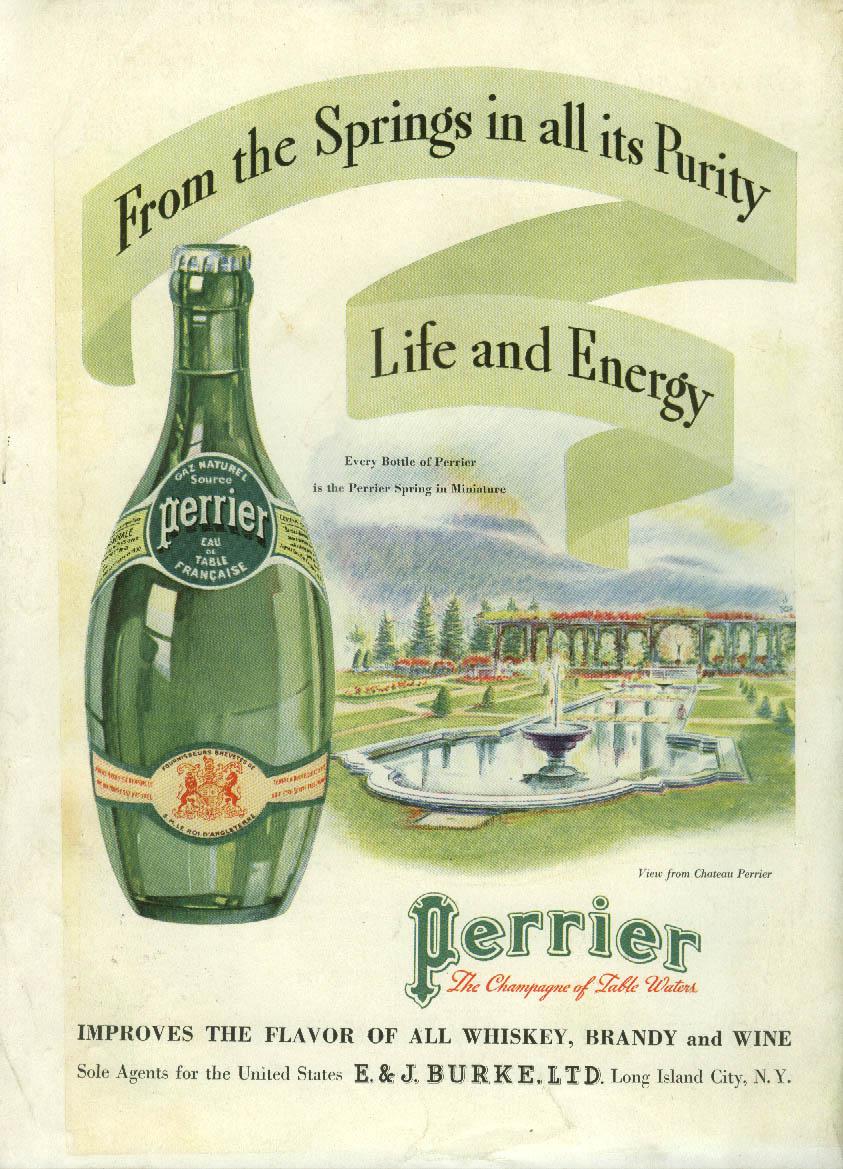 From the Springs in all its Purity
Life and Energy
Every Bottle of Perrier
is the Perrier Spring in Miniature
GAZ NATUREL
Source
perrier
EAU
DE
TABLE
FRANÇAISE
FOURNISSEURS BREVETÉS DE
S.M. LE ROI D'ANGLETERRE
View from Chateau Perrier
perrier
The Champagne of Table Waters
IMPROVES THE FLAVOR OF ALL WHISKEY, BRANDY and WINE
Sole Agents for the United States E. & J. BURKE, LTD. Long Island City, N. Y.